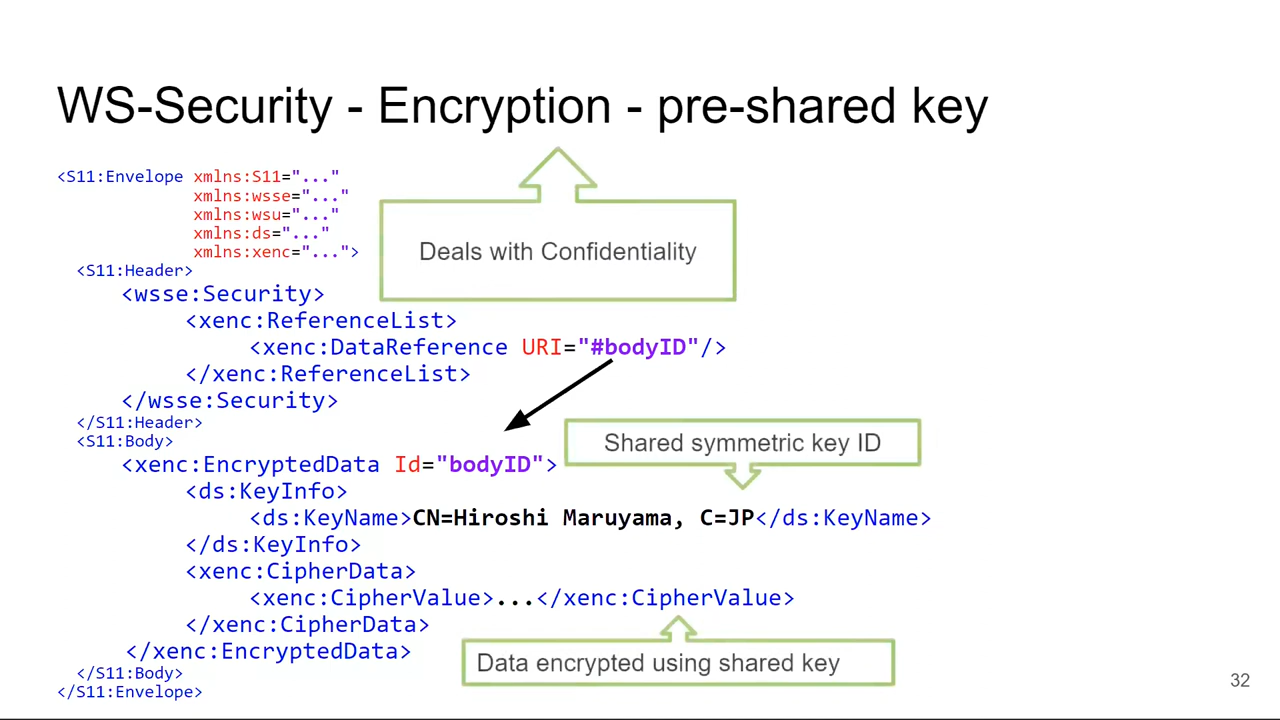 WS-Security - Encryption - pre-shared key
<S11:Envelope xmlns:S11="..."
xmlns:wsse="..."
xmlns:wsu="..."
xmlns:ds="..."
xmlns:xenc="...">
Deals with Confidentiality
<S11:Header>
<wsse:Security>
<xenc:ReferenceList>
<xenc:DataReference URI="#bodyID"/>
</xenc:ReferenceList>
</wsse:Security>
</S11:Header>
<S11:Body>
Shared symmetric key ID
<xenc:EncryptedData Id="bodyID">
<ds:KeyInfo>
<ds:KeyName>CN=Hiroshi Maruyama, C=JP</ds:KeyName>
</ds:KeyInfo>
<xenc:CipherData>
<xenc:CipherValue>...</xenc:CipherValue>
</xenc:CipherData>
</xenc:EncryptedData>
Data encrypted using shared key
</S11:Body>
</S11:Envelope>
32